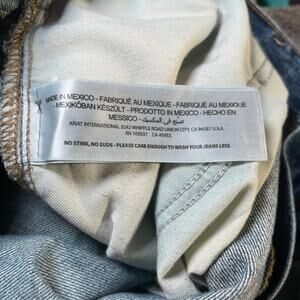 MADE IN MEXICO - FABRIQUÉ AU MEXIQUE - FABRIQUÉ AU MEXIQUE
- MEXIKÓBAN KÉSZÜLT - PRODOTTO IN MEXICO - HECHO EN
MESSICO - صنع في المكسيك
ARIAT INTERNATIONAL 3242 WHIPPLE ROAD UNION CITY, CA 94587 U.S.A.
RN 105037 CA 45953
NO STINK, NO SUDS - PLEASE CARE ENOUGH TO WASH YOUR JEANS LESS